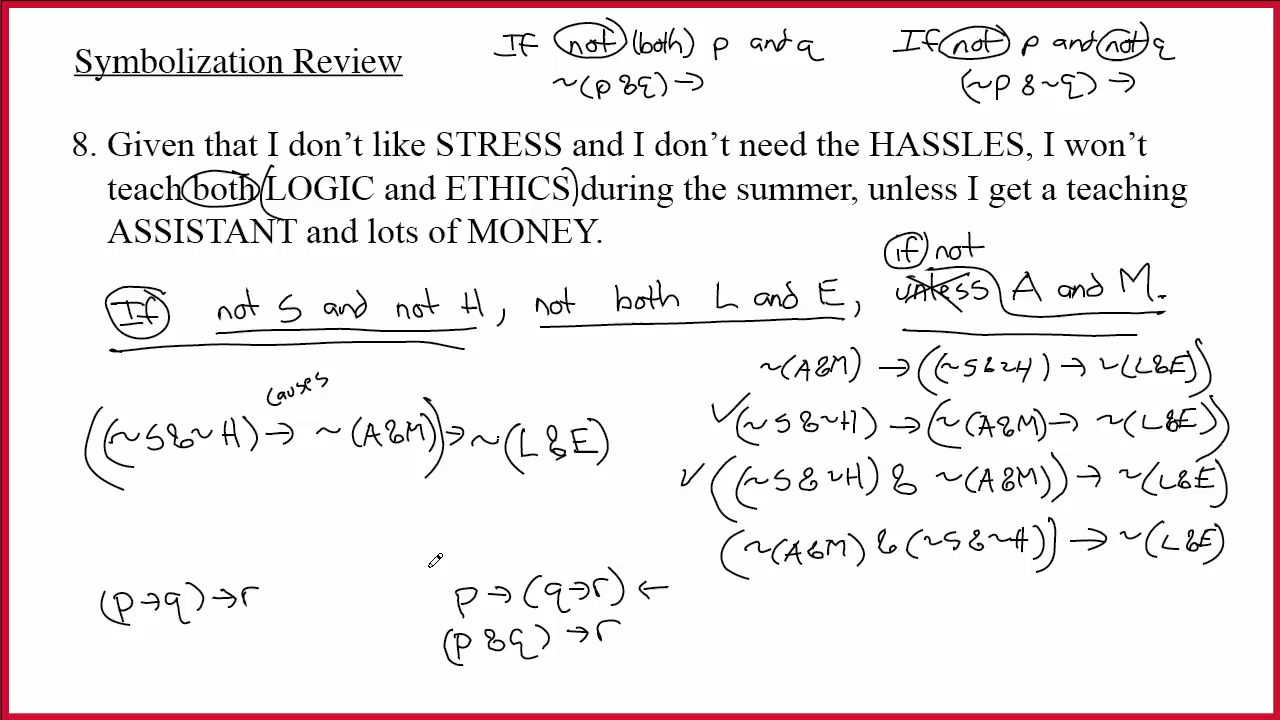 If not (both) p and q
~(p & q) →
If not p and not q
(~p & ~q) →
Symbolization Review
8. Given that I don't like STRESS and I don't need the HASSLES, I won't
teach both (LOGIC and ETHICS) during the summer, unless I get a teaching
ASSISTANT and lots of MONEY.
if not
If not S and not H, not both L and E, unless A and M.
~(A&M) → ((~S&~H) → ~(L&E))
causes
((~S&~H) → ~(A&M)) → ~(L&E)
✓ (~S&~H) → (~(A&M) → ~(L&E))
✓ ((~S&~H) & ~(A&M)) → ~(L&E)
(~(A&M) & (~S&~H)) → ~(L&E)
(p→q)→r
p→(q→r) ←
(p&q)→r